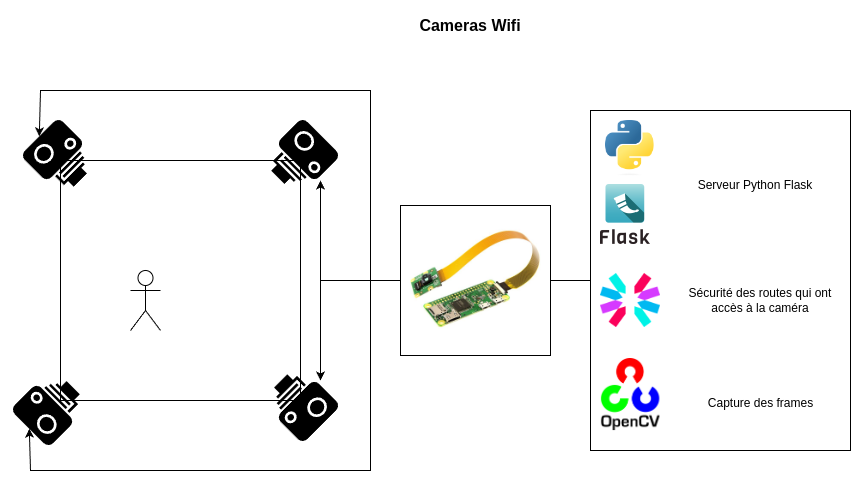 Cameras Wifi
Serveur Python Flask
Flask
Sécurité des routes qui ont
accès à la caméra
Capture des frames
OpenCV